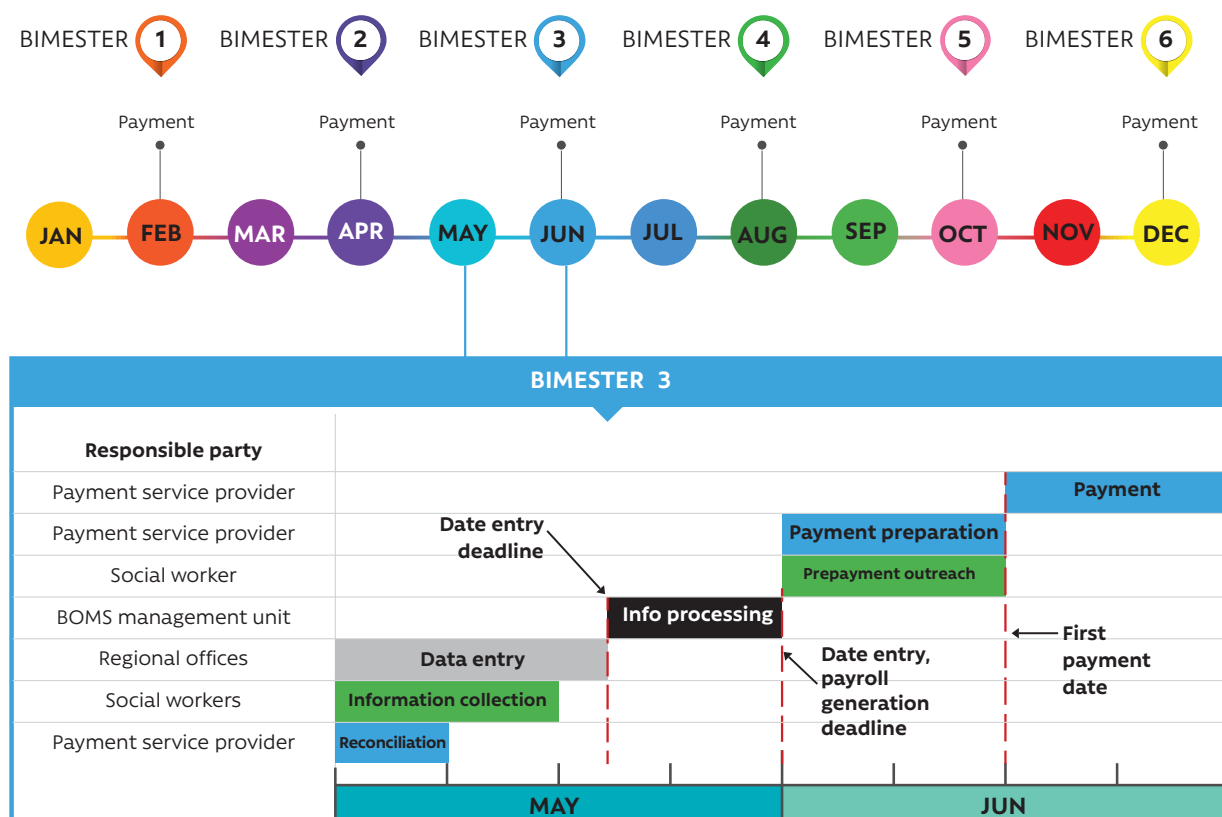 BIMESTER 1 BIMESTER 2 BIMESTER 3 BIMESTER 4 BIMESTER 5 BIMESTER 6
Payment Payment Payment Payment Payment Payment
JAN FEB MAR APR MAY JUN JUL AUG SEP OCT NOV DEC
BIMESTER 3
Responsible party
Payment service provider Payment
Payment service provider Payment preparation
Date entry
deadline
Social worker Prepayment outreach
BOMS management unit Info processing
First
payment
date
Regional offices Data entry
Date entry,
payroll
generation
deadline
Social workers Information collection
Payment service provider Reconciliation
MAY JUN